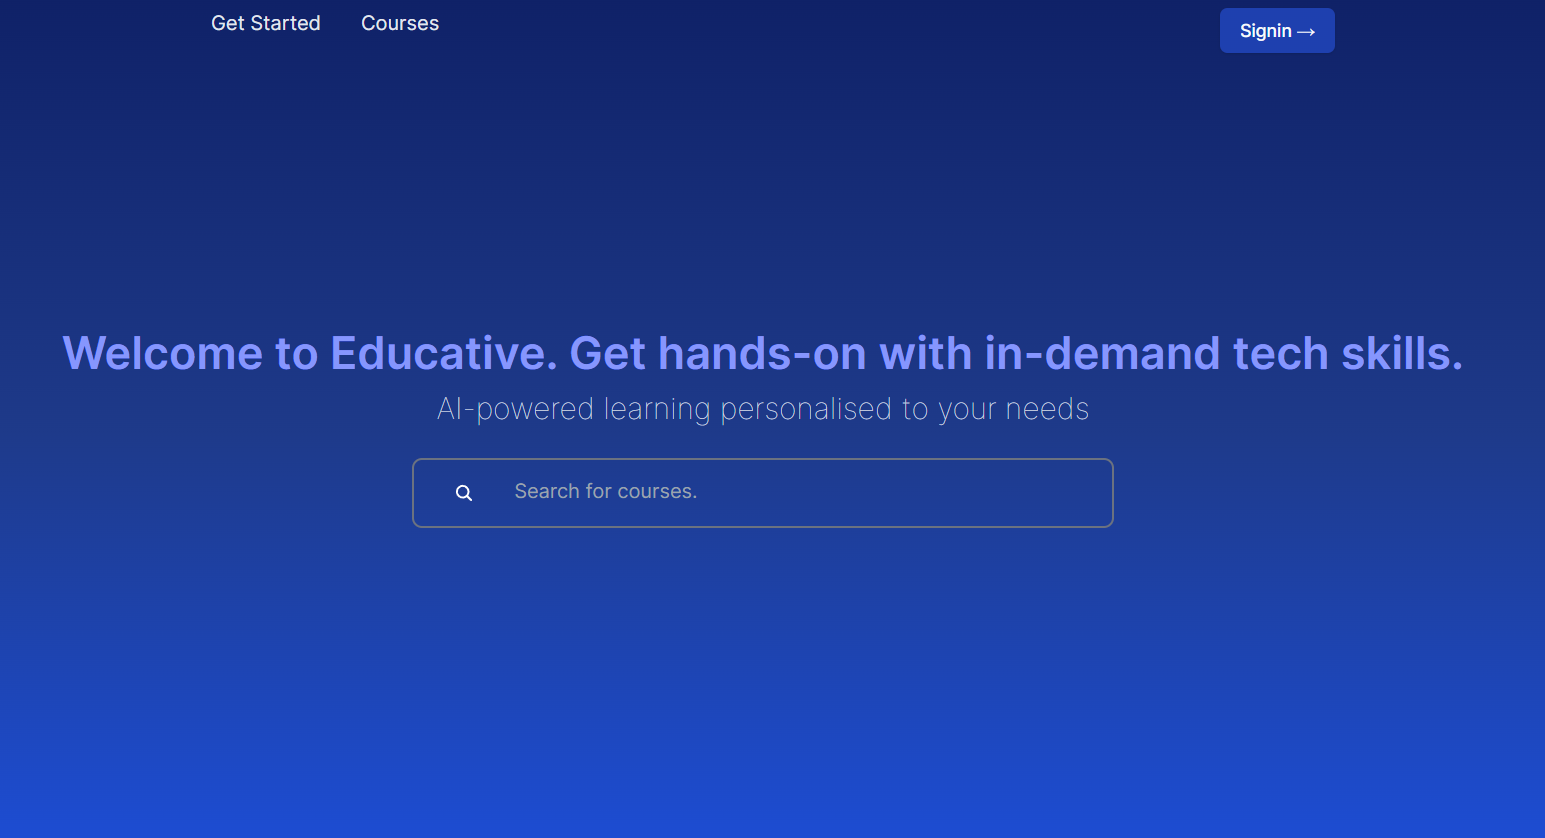 Get Started Courses Signin →
Welcome to Educative. Get hands-on with in-demand tech skills.
AI-powered learning personalised to your needs
Search for courses.